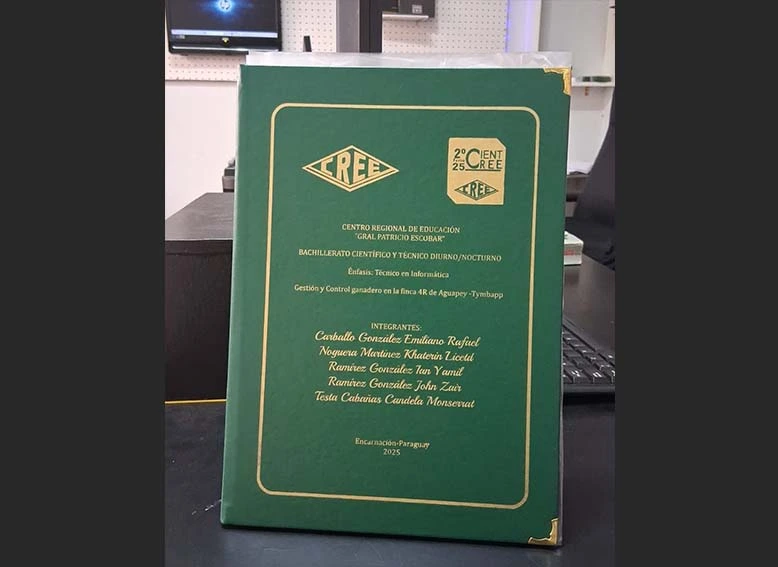 CREE
2º CIENT
25 CREE
CREE
CENTRO REGIONAL DE EDUCACIÓN
"GRAL PATRICIO ESCOBAR"
BACHILLERATO CIENTÍFICO Y TÉCNICO DIURNO/NOCTURNO
Énfasis: Técnico en Informática
Gestión y Control ganadero en la finca 4R de Aguapey -Tymbapp
INTEGRANTES:
Carballo González Emiliano Rafael
Noguera Martínez Khaterin Licetd
Ramírez González Ian Yamil
Ramírez González John Zair
Testa Cabañas Candela Monserrat
Encarnación-Paraguay
2025